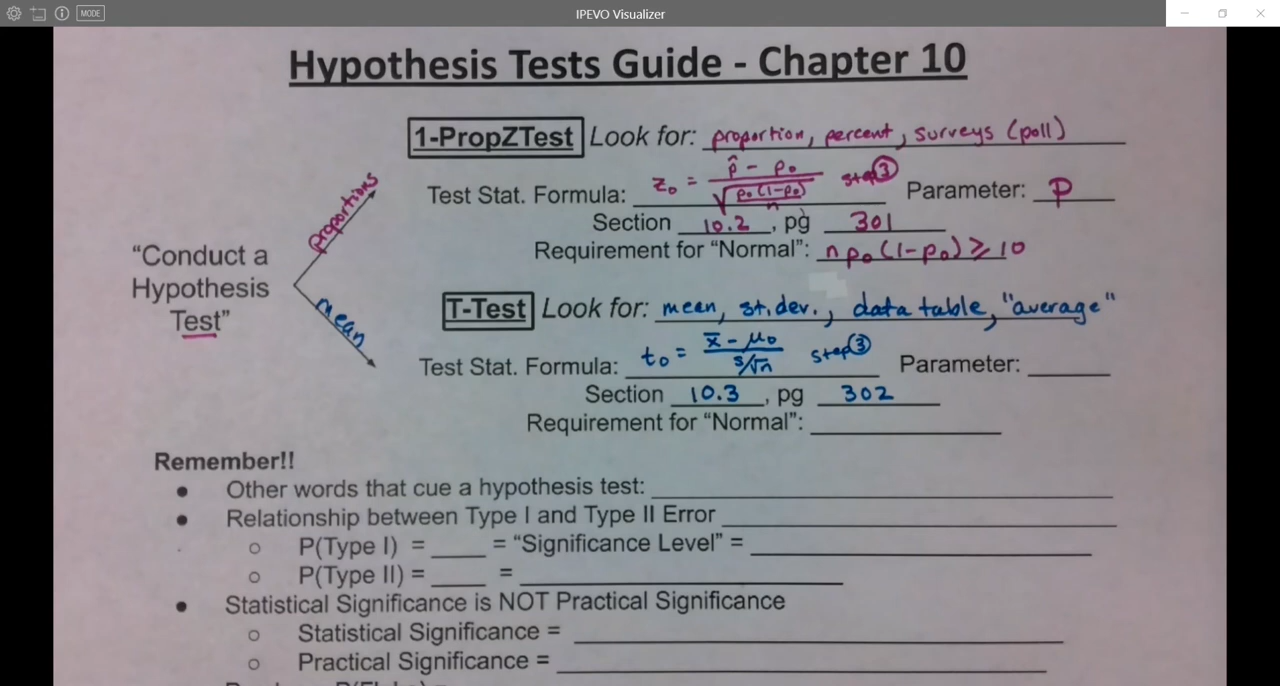 MODE
IPEVO Visualizer
Hypothesis Tests Guide - Chapter 10
1-PropZTest Look for: proportion, percent, surveys (poll)
Test Stat. Formula: z₀ = p̂ - p₀ / √(p₀(1-p₀)/n) step ③ Parameter: P
Section 10.2, pg 301
Requirement for “Normal”: n p₀(1-p₀) ≥ 10
proportions
“Conduct a
Hypothesis
Test”
mean
T-Test Look for: mean, st. dev., data table, "average"
Test Stat. Formula: t₀ = x̄ - μ₀ / s/√n step ③ Parameter:
Section 10.3, pg 302
Requirement for “Normal”:
Remember!!
Other words that cue a hypothesis test:
Relationship between Type I and Type II Error
P(Type I) = = “Significance Level” =
P(Type II) = =
Statistical Significance is NOT Practical Significance
Statistical Significance =
Practical Significance =